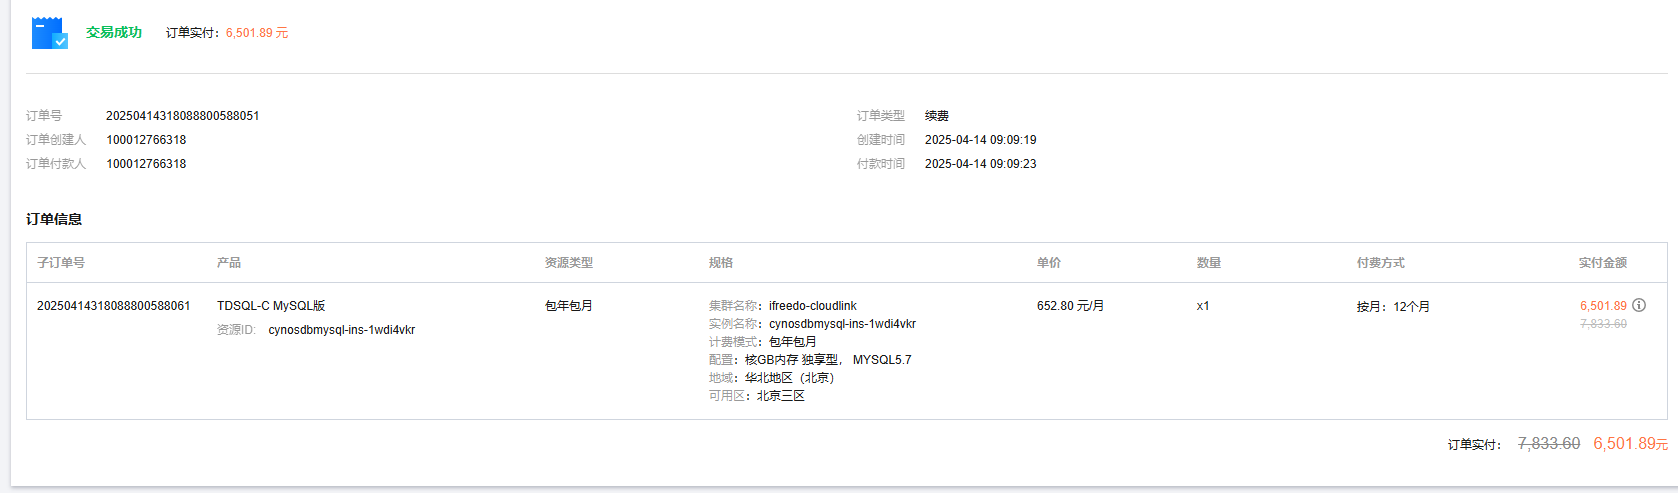 交易成功 订单实付：6,501.89 元
订单号 20250414318088800588051 订单类型 续费
订单创建人 100012766318 创建时间 2025-04-14 09:09:19
订单付款人 100012766318 付款时间 2025-04-14 09:09:23
订单信息
子订单号 产品 资源类型 规格 单价 数量 付费方式 实付金额
20250414318088800588061 TDSQL-C MySQL版 包年包月 集群名称：ifreedo-cloudlink 652.80 元/月 x1 按月：12个月 6,501.89
资源ID: cynosdbmysql-ins-1wdi4vkr 实例名称：cynosdbmysql-ins-1wdi4vkr 7,833.60
计费模式：包年包月
配置：核GB内存 独享型， MYSQL5.7
地域：华北地区（北京）
可用区：北京三区
订单实付： 7,833.60 6,501.89元